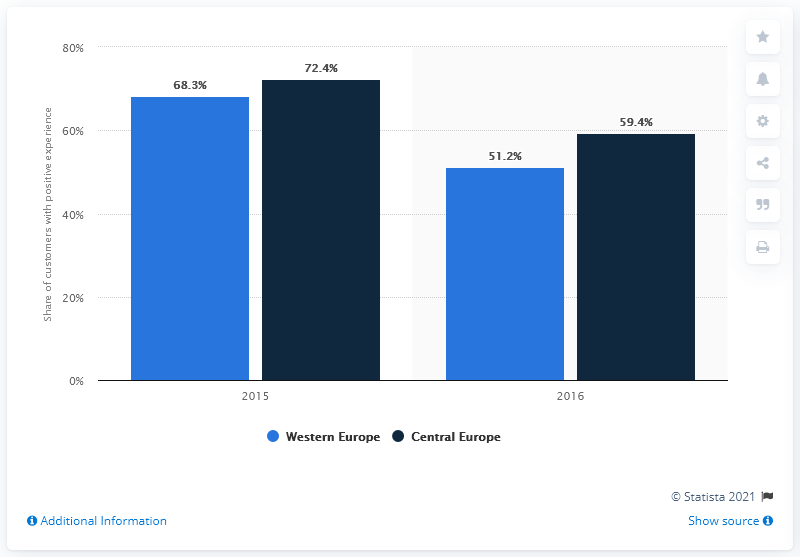 80%
60%
40%
20%
0%
Share of customers with positive experience
68.3%
72.4%
51.2%
59.4%
2015
2016
Western Europe
Central Europe
© Statista 2021
Additional Information
Show source